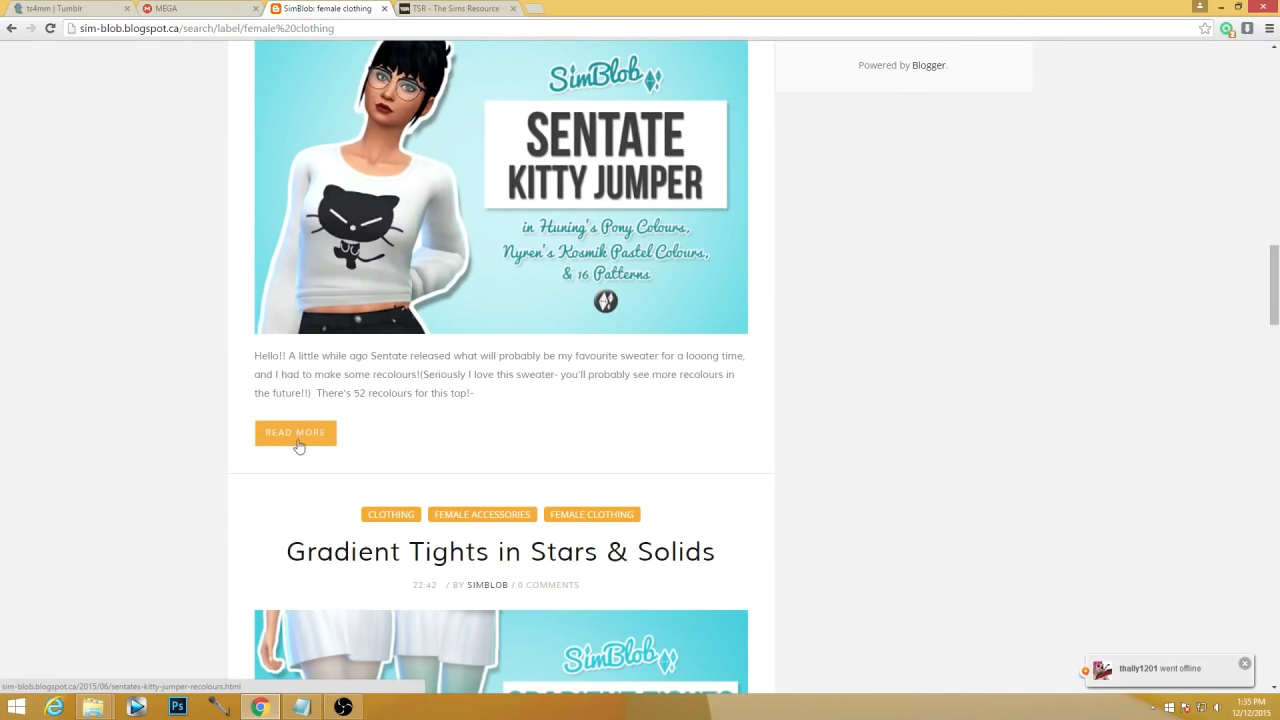 ts4mm | Tumblr
MEGA
SimBlob: female clothing
TSR - The Sims Resource -
sim-blob.blogspot.ca/search/label/female%20clothing
Powered by Blogger.
SimBlob
SENTATE
KITTY JUMPER
in Huning's Pony Colours,
Nyren's Kosmik Pastel Colours,
& 16 Patterns
Hello!! A little while ago Sentate released what will probably be my favourite sweater for a looong time,
and I had to make some recolours!(Seriously I love this sweater- you'll probably see more recolours in
the future!!) There's 52 recolours for this top!-
READ MORE
CLOTHING FEMALE ACCESSORIES FEMALE CLOTHING
Gradient Tights in Stars & Solids
22:42 / BY SIMBLOB / 0 COMMENTS
SimBlob
GRADIENT TIGHTS
thally1201 went offline
sim-blob.blogspot.ca/2015/06/sentates-kitty-jumper-recolours.html
Ps
1:35 PM
12/12/2015